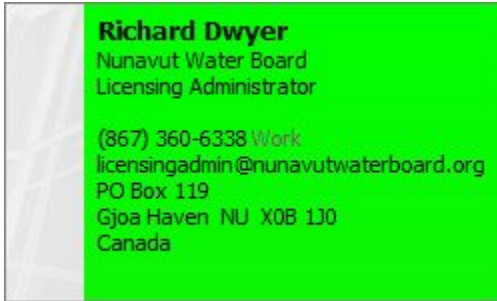 Richard Dwyer
Nunavut Water Board
Licensing Administrator
(867) 360-6338 Work
licensingadmin@nunavutwaterboard.org
PO Box 119
Gjoa Haven  NU  X0B 1J0
Canada